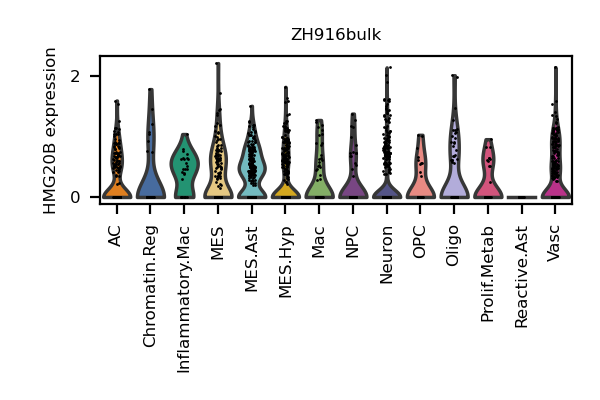 ZH916bulk
HMG20B expression
2
0
AC
Chromatin.Reg
Inflammatory.Mac
MES
MES.Ast
MES.Hyp
Mac
NPC
Neuron
OPC
Oligo
Prolif.Metab
Reactive.Ast
Vasc